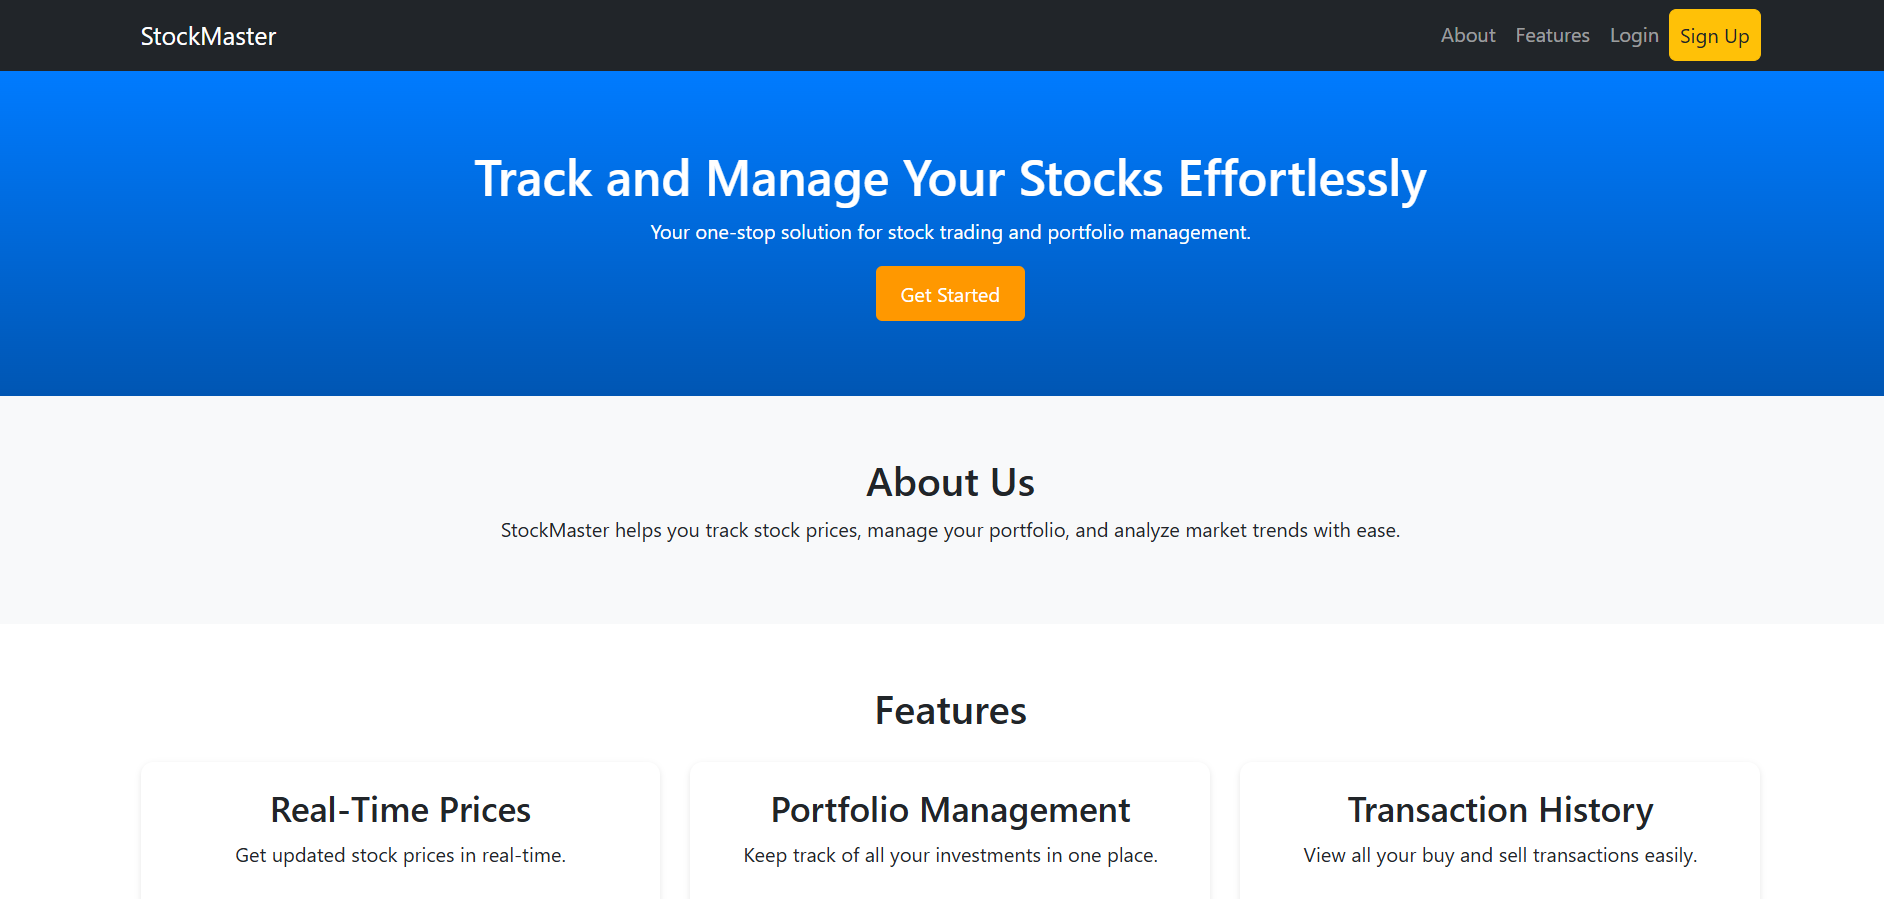 StockMaster
About Features Login Sign Up
Track and Manage Your Stocks Effortlessly
Your one-stop solution for stock trading and portfolio management.
Get Started
About Us
StockMaster helps you track stock prices, manage your portfolio, and analyze market trends with ease.
Features
Real-Time Prices
Get updated stock prices in real-time.
Portfolio Management
Keep track of all your investments in one place.
Transaction History
View all your buy and sell transactions easily.